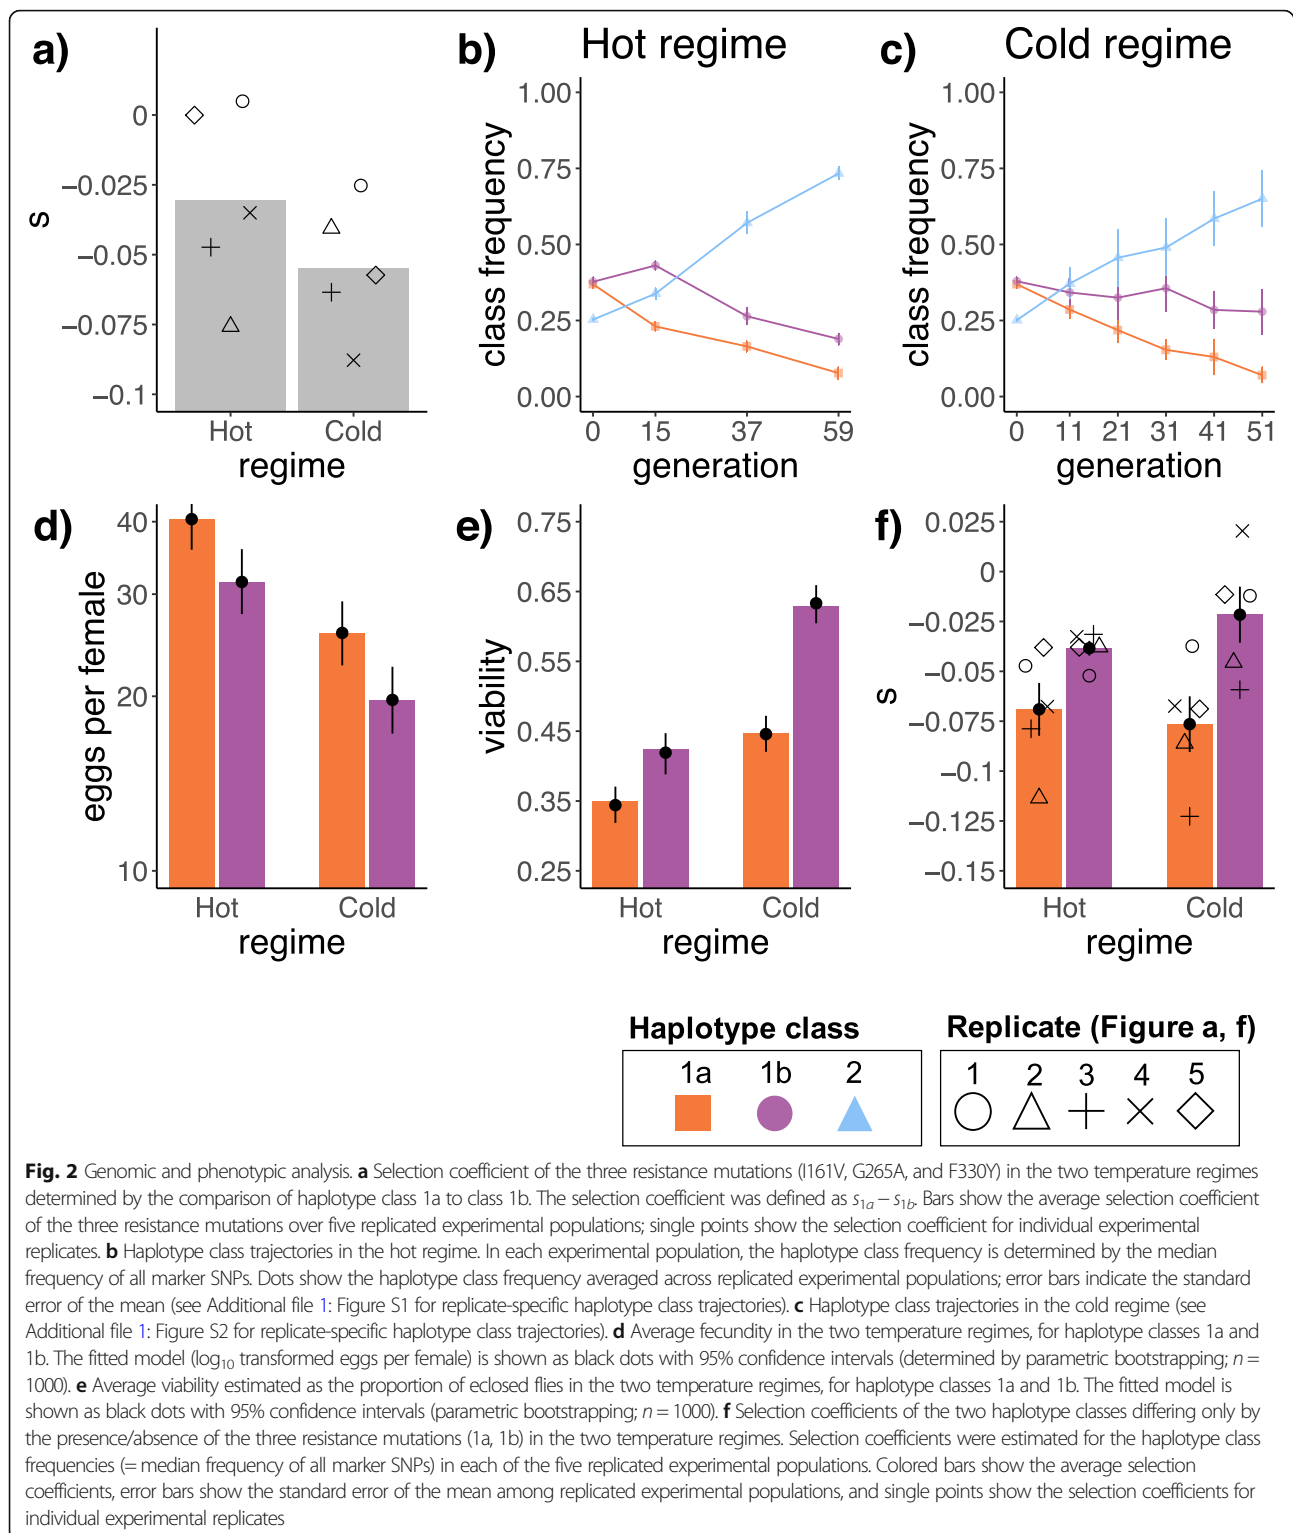 a)
0
−0.025
−0.05
−0.075
−0.1
s
Hot Cold
regime
b) Hot regime
1.00
0.75
0.50
0.25
0.00
class frequency
0 15 37 59
generation
c) Cold regime
1.00
0.75
0.50
0.25
0.00
class frequency
0 11 21 31 41 51
generation
d)
40
30
20
10
eggs per female
Hot Cold
regime
e)
0.75
0.65
0.55
0.45
0.35
0.25
viability
Hot Cold
regime
f)
0.025
0
−0.025
−0.05
−0.075
−0.1
−0.125
−0.15
s
Hot Cold
regime
Haplotype class
1a 1b 2
Replicate (Figure a, f)
1 2 3 4 5
Fig. 2 Genomic and phenotypic analysis. a Selection coefficient of the three resistance mutations (I161V, G265A, and F330Y) in the two temperature regimes
determined by the comparison of haplotype class 1a to class 1b. The selection coefficient was defined as s1a − s1b. Bars show the average selection coefficient
of the three resistance mutations over five replicated experimental populations; single points show the selection coefficient for individual experimental
replicates. b Haplotype class trajectories in the hot regime. In each experimental population, the haplotype class frequency is determined by the median
frequency of all marker SNPs. Dots show the haplotype class frequency averaged across replicated experimental populations; error bars indicate the standard
error of the mean (see Additional file 1: Figure S1 for replicate-specific haplotype class trajectories). c Haplotype class trajectories in the cold regime (see
Additional file 1: Figure S2 for replicate-specific haplotype class trajectories). d Average fecundity in the two temperature regimes, for haplotype classes 1a and
1b. The fitted model (log10 transformed eggs per female) is shown as black dots with 95% confidence intervals (determined by parametric bootstrapping; n =
1000). e Average viability estimated as the proportion of eclosed flies in the two temperature regimes, for haplotype classes 1a and 1b. The fitted model is
shown as black dots with 95% confidence intervals (parametric bootstrapping; n = 1000). f Selection coefficients of the two haplotype classes differing only by
the presence/absence of the three resistance mutations (1a, 1b) in the two temperature regimes. Selection coefficients were estimated for the haplotype class
frequencies (= median frequency of all marker SNPs) in each of the five replicated experimental populations. Colored bars show the average selection
coefficients, error bars show the standard error of the mean among replicated experimental populations, and single points show the selection coefficients for
individual experimental replicates